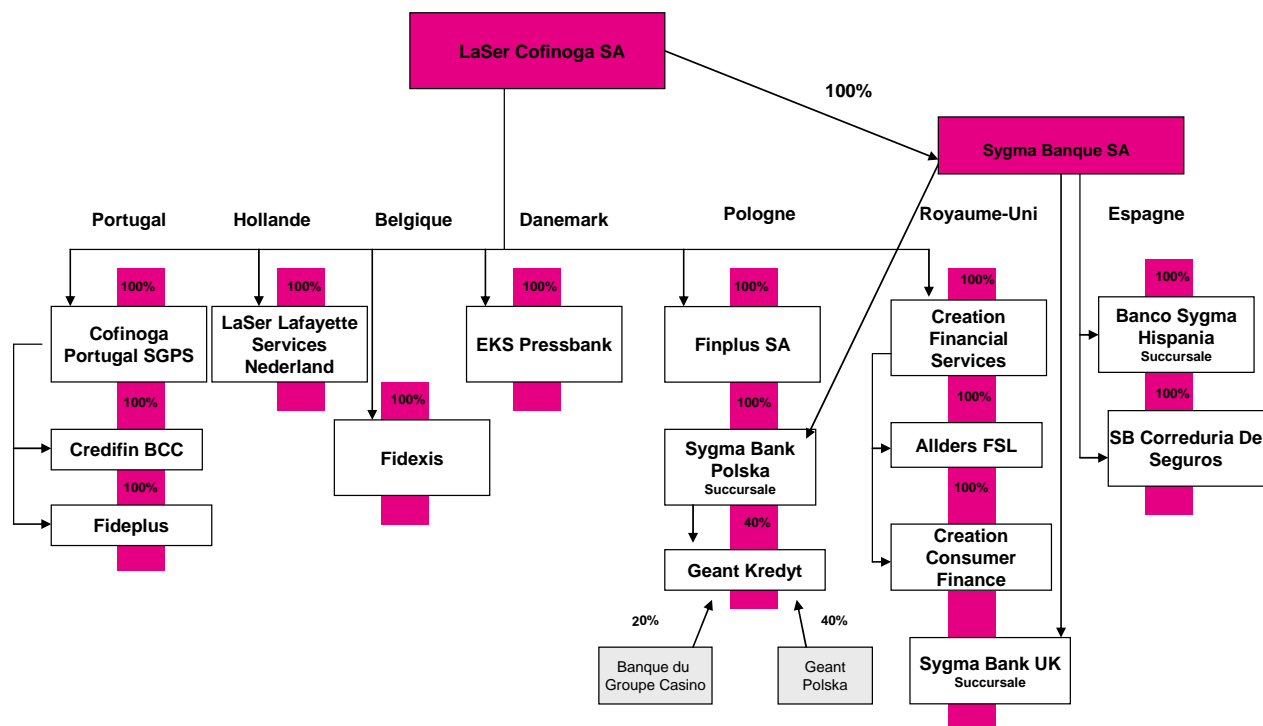 LaSer Cofinoga SA
100%
Sygma Banque SA
Portugal
Hollande
Belgique
Danemark
Pologne
Royaume-Uni
Espagne
100%
100%
100%
100%
100%
100%
Cofinoga
Portugal SGPS
LaSer Lafayette
Services
Nederland
EKS Pressbank
Finplus SA
Creation
Financial
Services
Banco Sygma
Hispania
Succursale
100%
100%
100%
100%
100%
Credifin BCC
Fidexis
Sygma Bank
Polska
Succursale
Allders FSL
SB Correduria De
Seguros
100%
100%
Fideplus
40%
Geant Kredyt
Creation
Consumer
Finance
20%
40%
Banque du
Groupe Casino
Geant
Polska
Sygma Bank UK
Succursale